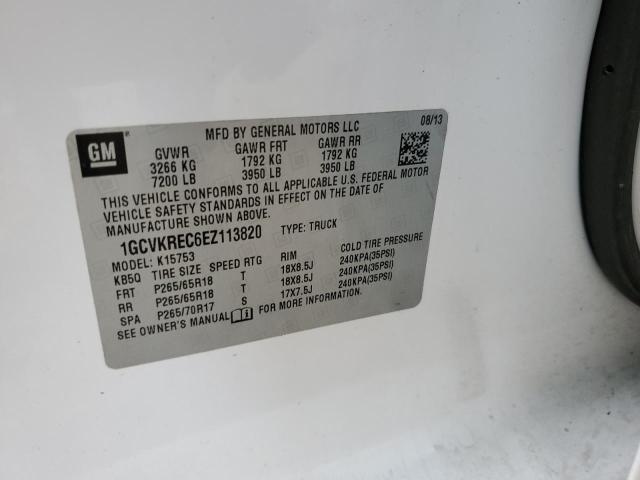 GM
MFD BY GENERAL MOTORS LLC 08/13
GVWR GAWR FRT GAWR RR
3266 KG 1792 KG 1792 KG
7200 LB 3950 LB 3950 LB
THIS VEHICLE CONFORMS TO ALL APPLICABLE U.S. FEDERAL MOTOR
VEHICLE SAFETY STANDARDS IN EFFECT ON THE DATE OF
MANUFACTURE SHOWN ABOVE.
1GCVKREC6EZ113820 TYPE: TRUCK
MODEL: K15753
KB5Q TIRE SIZE SPEED RTG RIM COLD TIRE PRESSURE
FRT P265/65R18 T 18X8.5J 240KPA(35PSI)
RR P265/65R18 T 18X8.5J 240KPA(35PSI)
SPA P265/70R17 S 17X7.5J 240KPA(35PSI)
SEE OWNER'S MANUAL FOR MORE INFORMATION.